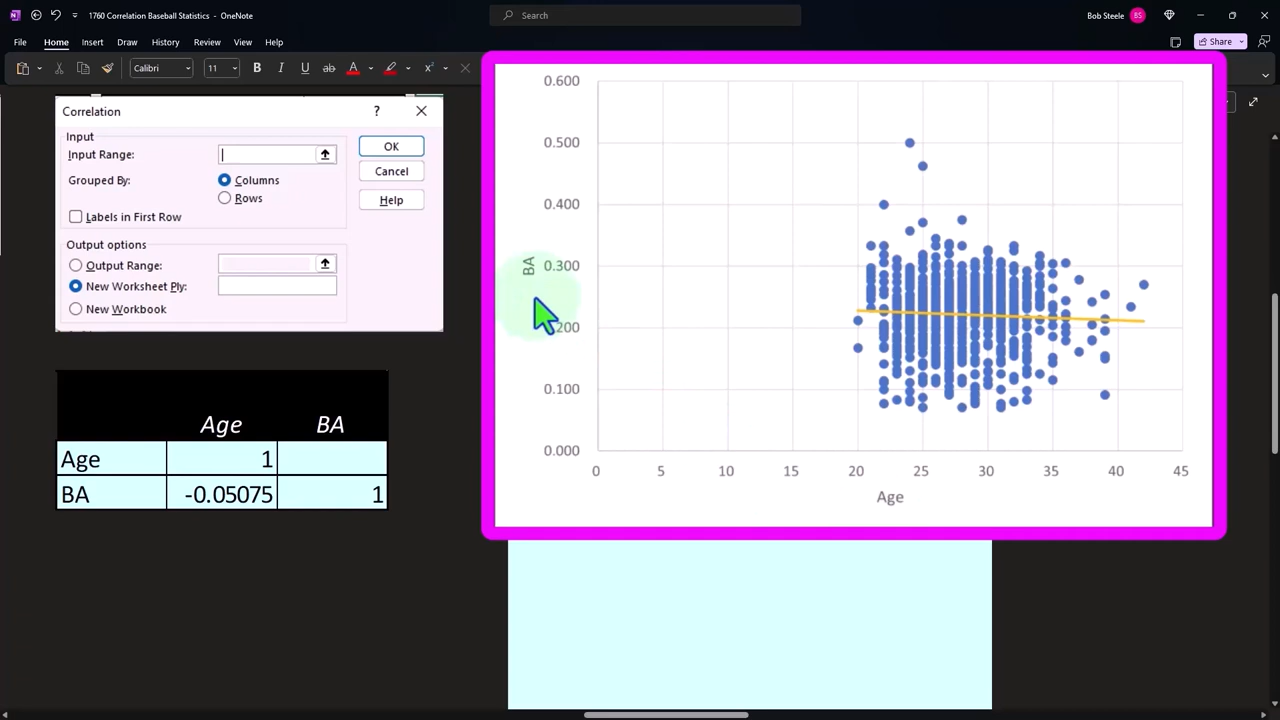 1760 Correlation Baseball Statistics - OneNote
Search
Bob Steele BS
File Home Insert Draw History Review View Help
Share
Calibri 11 B I U ab A x
Correlation ?
Input
Input Range:
OK
Grouped By: Columns
Cancel
Rows
Help
Labels in First Row
Output options
Output Range:
New Worksheet Ply:
New Workbook
Age BA
Age 1
BA -0.05075 1
0.600
0.500
0.400
0.300
BA
.200
0.100
0.000
0 5 10 15 20 25 30 35 40 45
Age